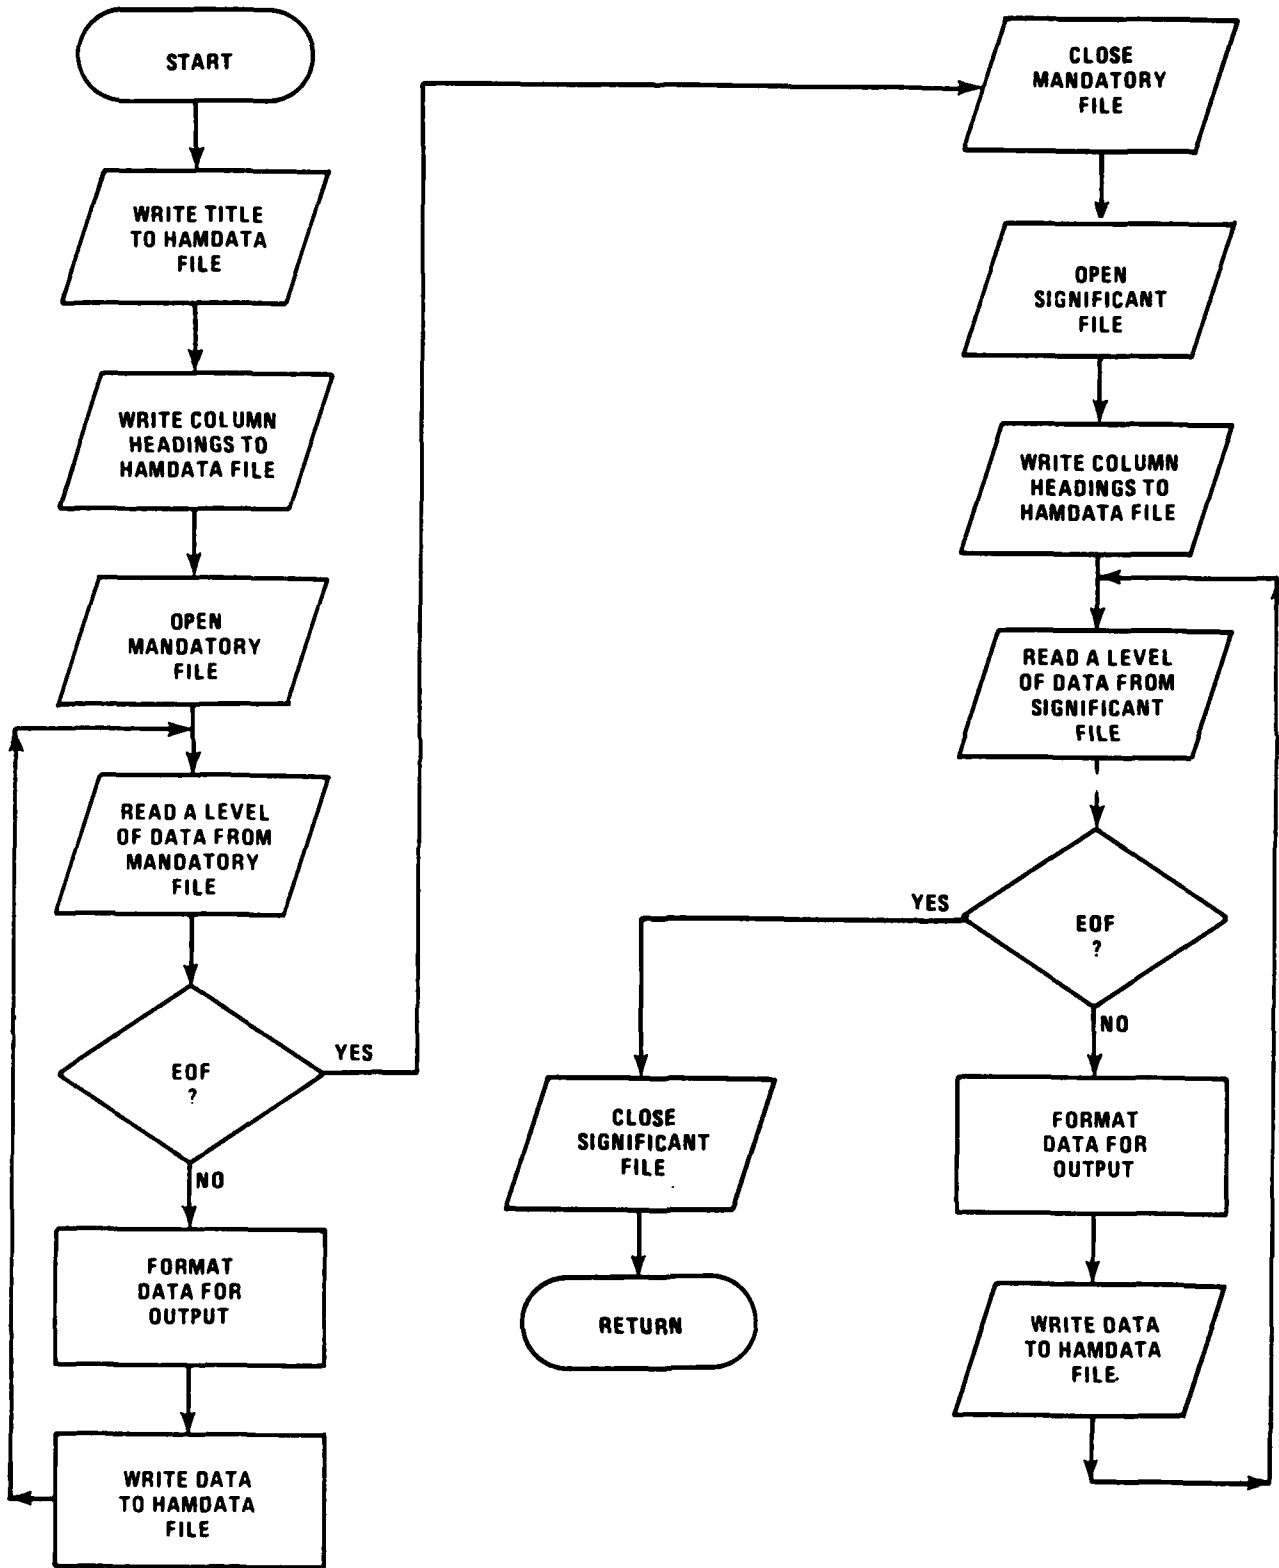 START
WRITE TITLE
TO HAMDATA
FILE
WRITE COLUMN
HEADINGS TO
HAMDATA FILE
OPEN
MANDATORY
FILE
READ A LEVEL
OF DATA FROM
MANDATORY
FILE
EOF
?
YES
NO
FORMAT
DATA FOR
OUTPUT
WRITE DATA
TO HAMDATA
FILE
CLOSE
MANDATORY
FILE
OPEN
SIGNIFICANT
FILE
WRITE COLUMN
HEADINGS TO
HAMDATA FILE
READ A LEVEL
OF DATA FROM
SIGNIFICANT
FILE
EOF
?
YES
NO
CLOSE
SIGNIFICANT
FILE
RETURN
FORMAT
DATA FOR
OUTPUT
WRITE DATA
TO HAMDATA
FILE